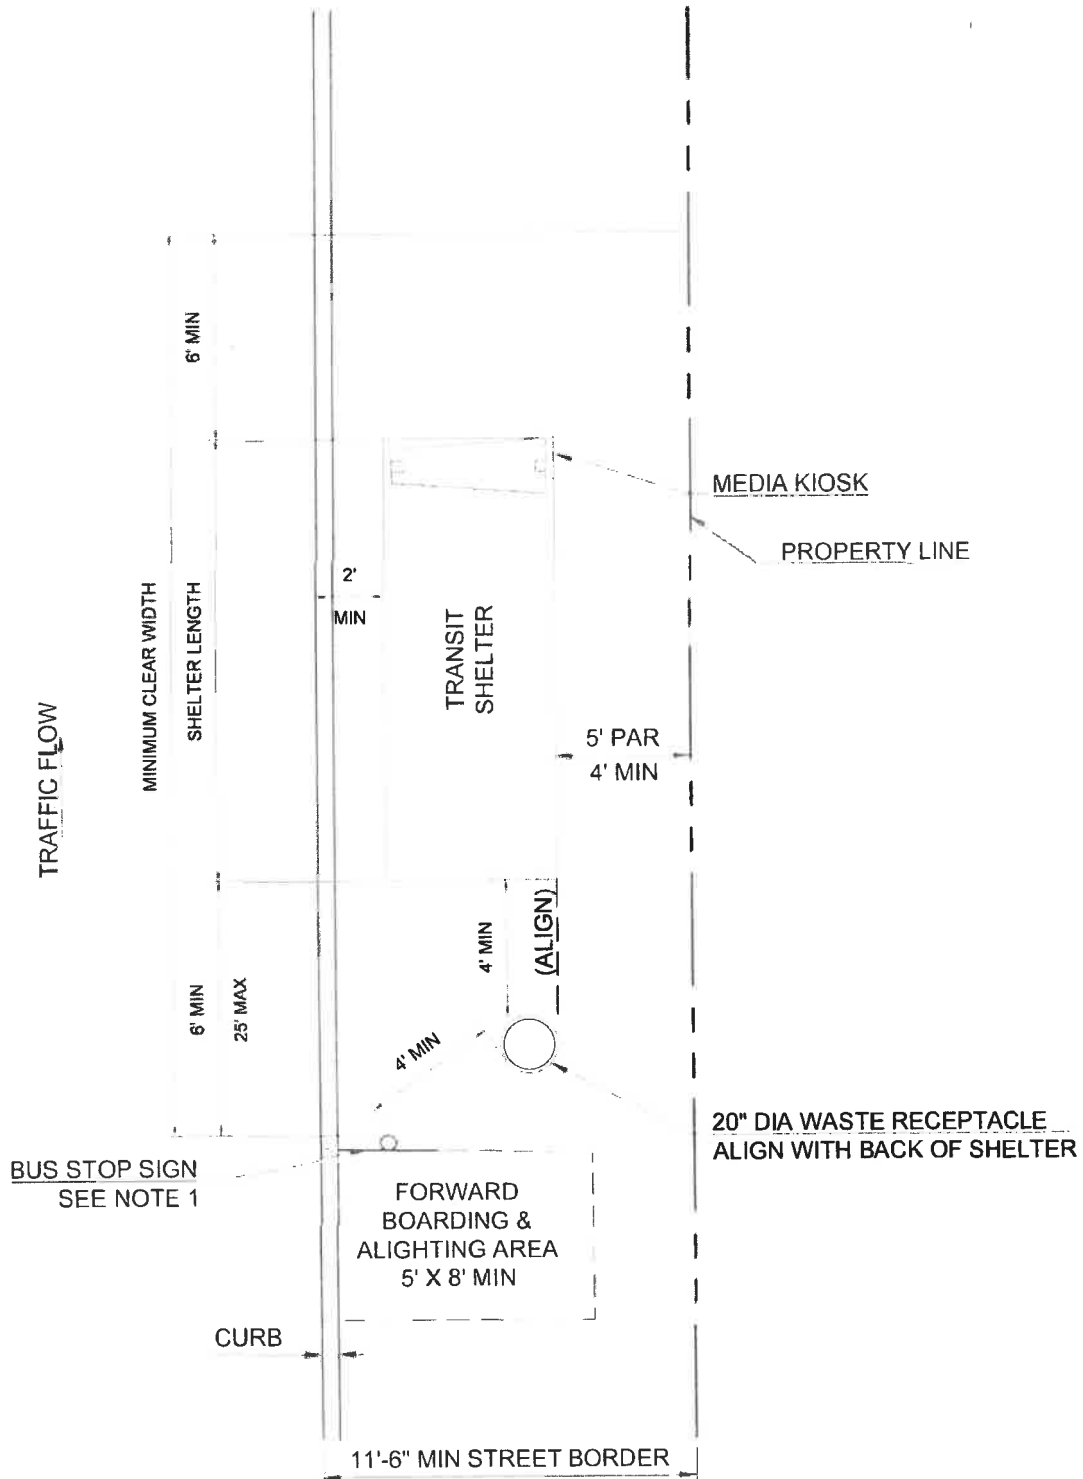 6' MIN
MEDIA KIOSK
PROPERTY LINE
2'
MIN
TRANSIT
SHELTER
MINIMUM CLEAR WIDTH
SHELTER LENGTH
TRAFFIC FLOW
5' PAR
4' MIN
4' MIN
(ALIGN)
6' MIN
25' MAX
4' MIN
20" DIA WASTE RECEPTACLE
ALIGN WITH BACK OF SHELTER
BUS STOP SIGN
SEE NOTE 1
FORWARD
BOARDING &
ALIGHTING AREA
5' X 8' MIN
CURB
11'-6" MIN STREET BORDER